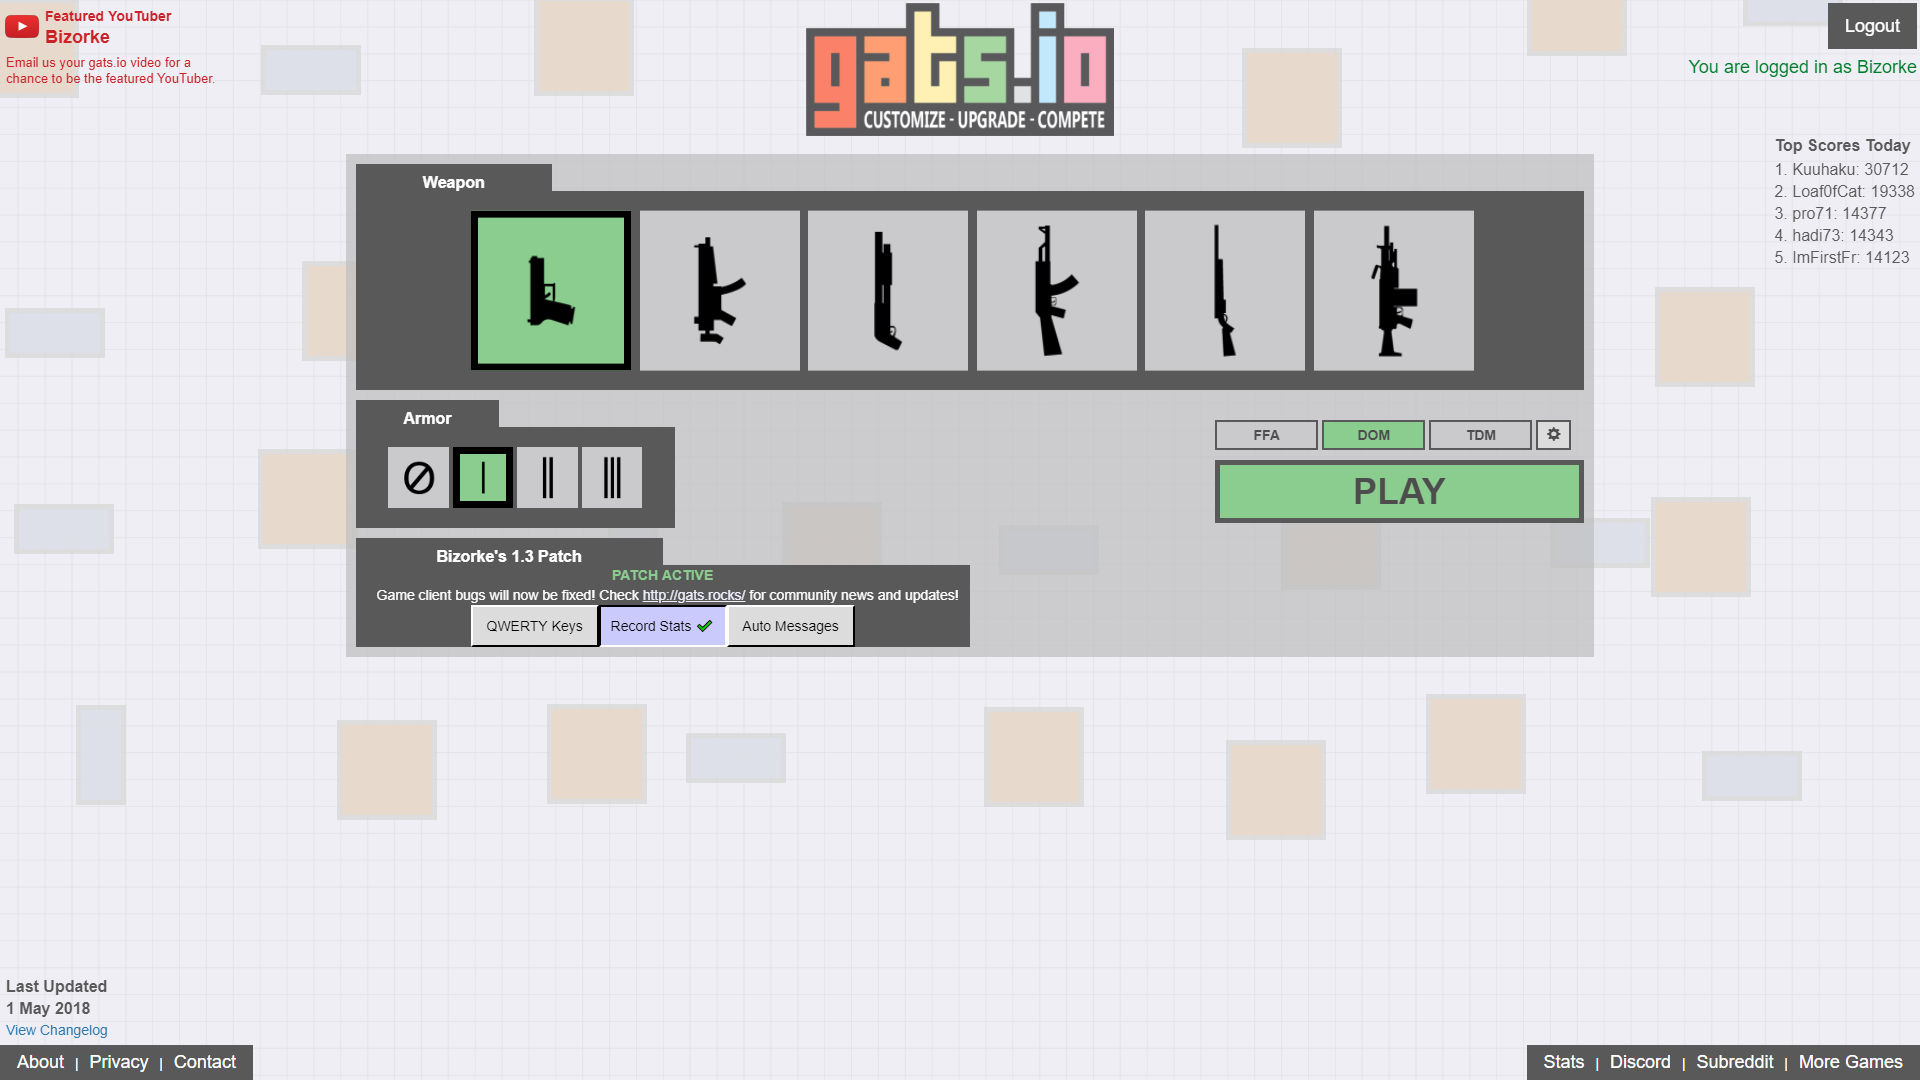 Featured YouTuber
Bizorke
Email us your gats.io video for a
chance to be the featured YouTuber.
gats.io
CUSTOMIZE - UPGRADE - COMPETE
Logout
You are logged in as Bizorke
Top Scores Today
1. Kuuhaku: 30712
2. Loaf0fCat: 19338
3. pro71: 14377
4. hadi73: 14343
5. ImFirstFr: 14123
Weapon
Armor
FFA DOM TDM
PLAY
Bizorke's 1.3 Patch
PATCH ACTIVE
Game client bugs will now be fixed! Check http://gats.rocks/ for community news and updates!
QWERTY Keys Record Stats Auto Messages
Last Updated
1 May 2018
View Changelog
About | Privacy | Contact
Stats | Discord | Subreddit | More Games